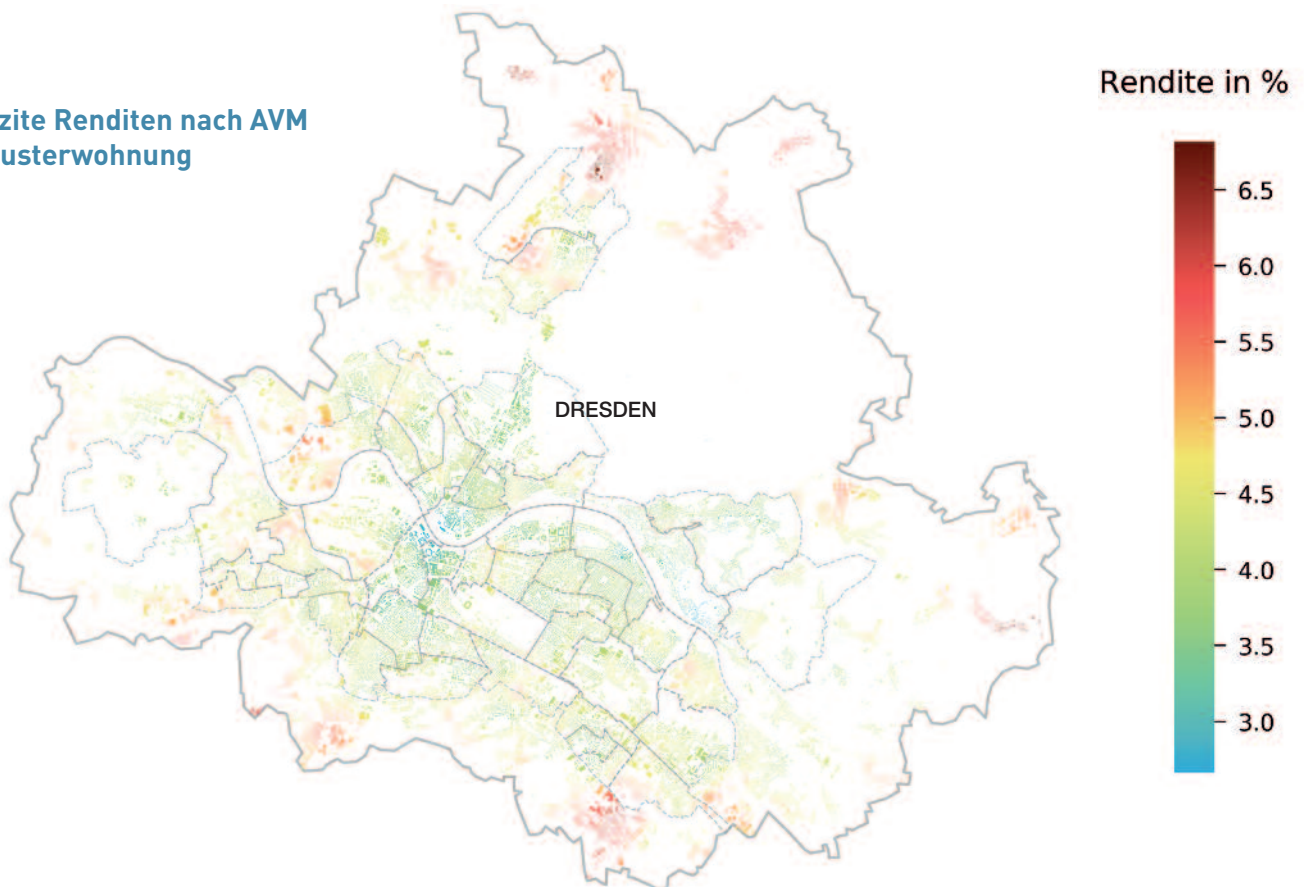 zite Renditen nach AVM
usterwohnung
Rendite in %
6.5
6.0
5.5
5.0
4.5
4.0
3.5
3.0
DRESDEN